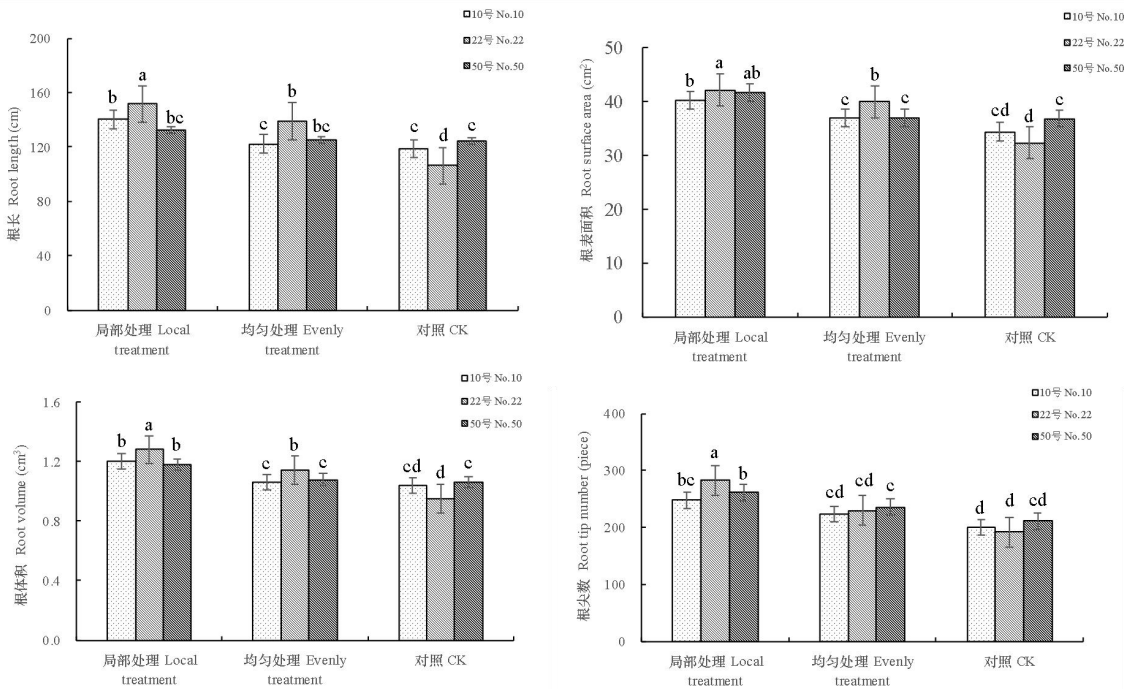 10号 No.10
22号 No.22
50号 No.50
根长 Root length (cm)
200
160
120
80
40
0
b a bc c b bc c d c
局部处理 Local treatment
均匀处理 Evenly treatment
对照 CK
10号 No.10
22号 No.22
50号 No.50
根表面积 Root surface area (cm²)
50
40
30
20
10
0
b a ab c b c cd d c
局部处理 Local treatment
均匀处理 Evenly treatment
对照 CK
10号 No.10
22号 No.22
50号 No.50
根体积 Root volume (cm³)
1.6
1.2
0.8
0.4
0.0
b a b c b c cd d c
局部处理 Local treatment
均匀处理 Evenly treatment
对照 CK
10号 No.10
22号 No.22
50号 No.50
根尖数 Root tip number (piece)
400
300
200
100
0
bc a b cd cd c d d cd
局部处理 Local treatment
均匀处理 Evenly treatment
对照 CK